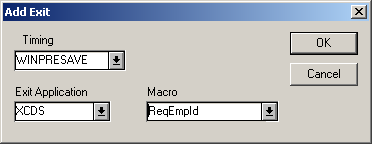 Add Exit
Timing
WINPRESAVE
OK
Cancel
Exit Application
Macro
XCDS
ReqEmpId